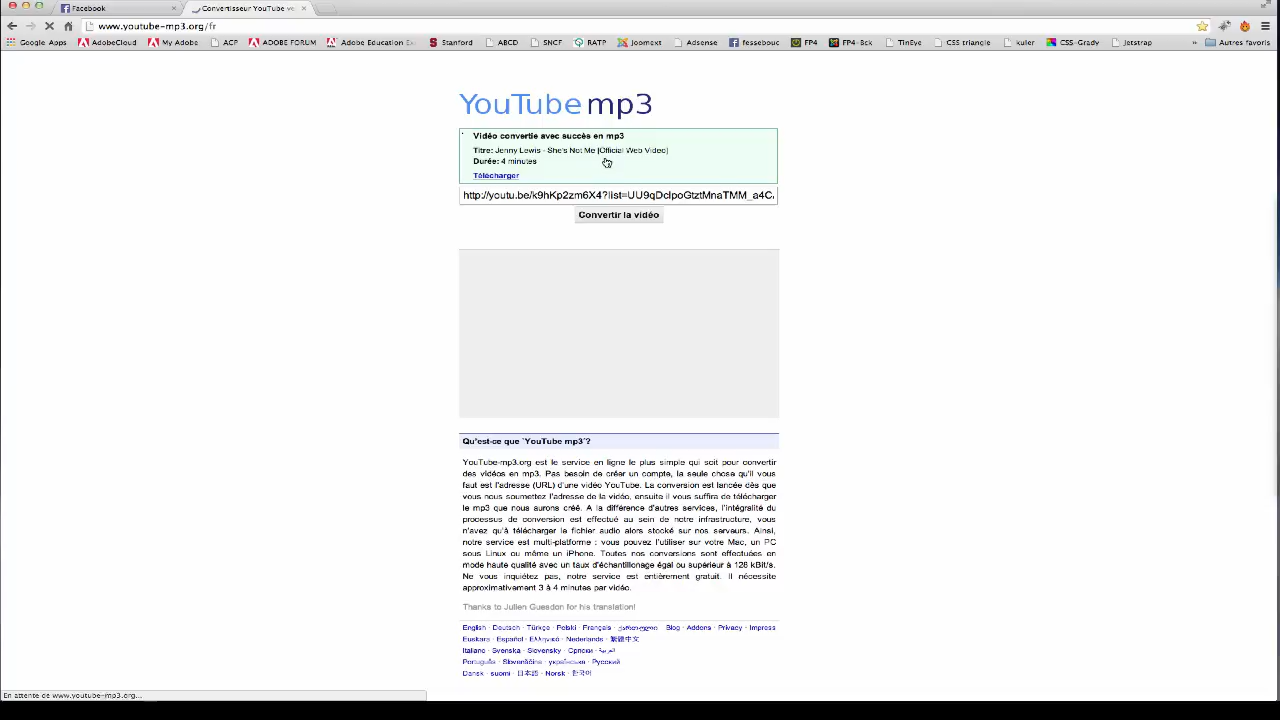 Facebook
Convertisseur YouTube ve
www.youtube-mp3.org/fr
Google Apps AdobeCloud My Adobe ACP ADOBE FORUM Adobe Education Ex Stanford ABCD SNCF RATP Joomext Adsense fessebouc FP4 FP4-Bck TinEye CSS triangle kuler CSS-Grady Jetstrap » Autres favoris
YouTube mp3
Vidéo convertie avec succès en mp3
Titre: Jenny Lewis - She's Not Me [Official Web Video]
Durée: 4 minutes
Télécharger
Convertir la vidéo
Qu'est-ce que `YouTube mp3´?
YouTube-mp3.org est le service en ligne le plus simple qui soit pour convertir
des vidéos en mp3. Pas besoin de créer un compte, la seule chose qu'il vous
faut est l'adresse (URL) d'une vidéo YouTube. La conversion est lancée dès que
vous nous soumettez l'adresse de la vidéo, ensuite il vous suffira de télécharger
le mp3 que nous aurons créé. A la différence d'autres services, l'intégralité du
processus de conversion est effectué au sein de notre infrastructure, vous
n'avez qu'à télécharger le fichier audio alors stocké sur nos serveurs. Ainsi,
notre service est multi-platforme : vous pouvez l'utiliser sur votre Mac, un PC
sous Linux ou même un iPhone. Toutes nos conversions sont effectuées en
mode haute qualité avec un taux d'échantillonage égal ou supérieur à 128 kBit/s.
Ne vous inquiétez pas, notre service est entièrement gratuit. Il nécessite
approximativement 3 à 4 minutes par vidéo.
Thanks to Julien Guesdon for his translation!
English · Deutsch · Türkçe · Polski · Français · ქართული Blog · Addons · Privacy · Impress
Euskara · Español · Ελληνικά · Nederlands · 繁體中文
Italiano · Svenska · Slovensky · Српски · العربية
Português · Slovenščina · українська · Русский
Dansk · suomi · 日本語 · Norsk · 한국어
En attente de www.youtube-mp3.org...